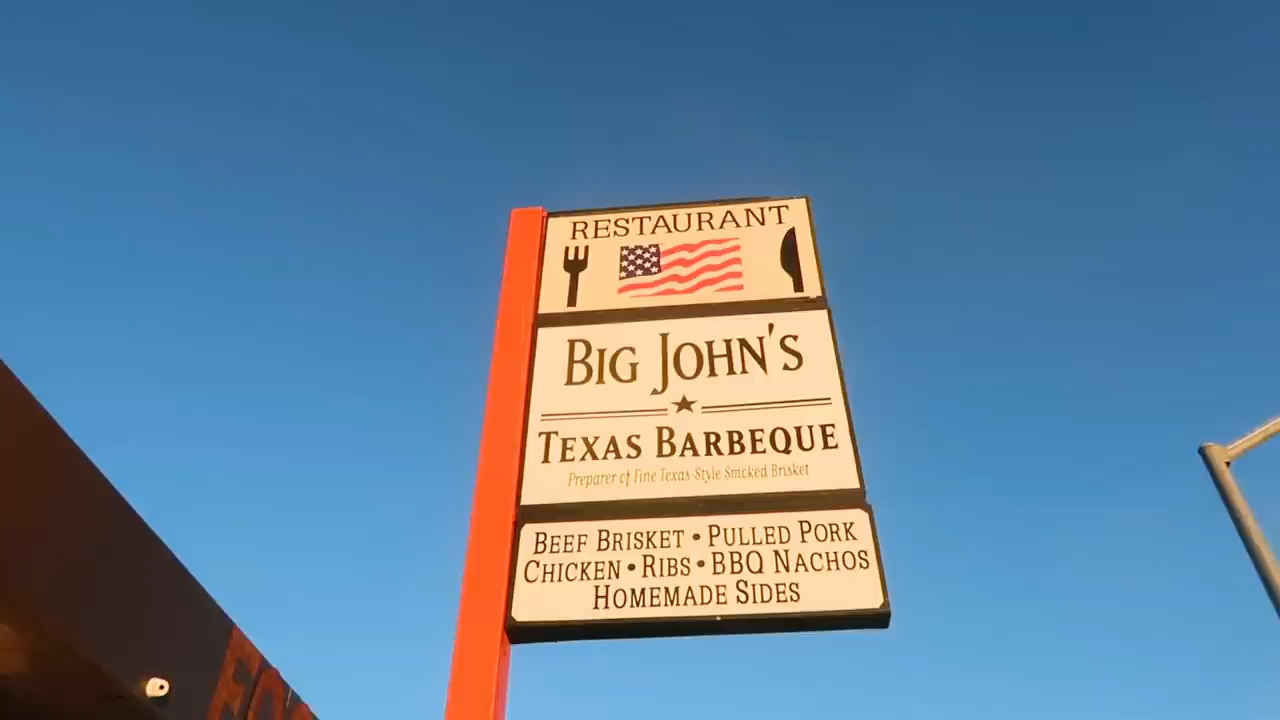 RESTAURANT
BIG JOHN'S
TEXAS BARBEQUE
Preparer of Fine Texas-Style Smoked Brisket
BEEF BRISKET • PULLED PORK
CHICKEN • RIBS • BBQ NACHOS
HOMEMADE SIDES